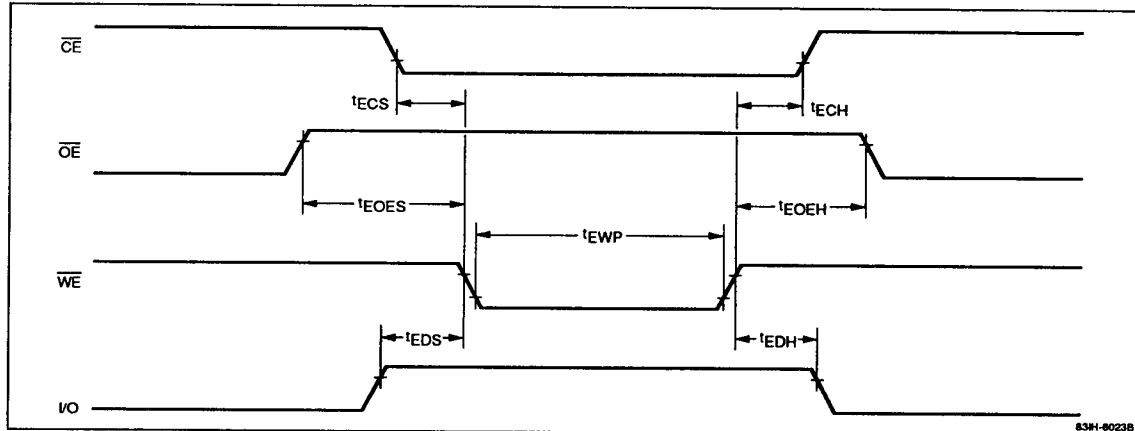 CE
tECS
tECH
OE
tEOES
tEOEH
tEWP
WE
tEDS
tEDH
I/O
83IH-6023B